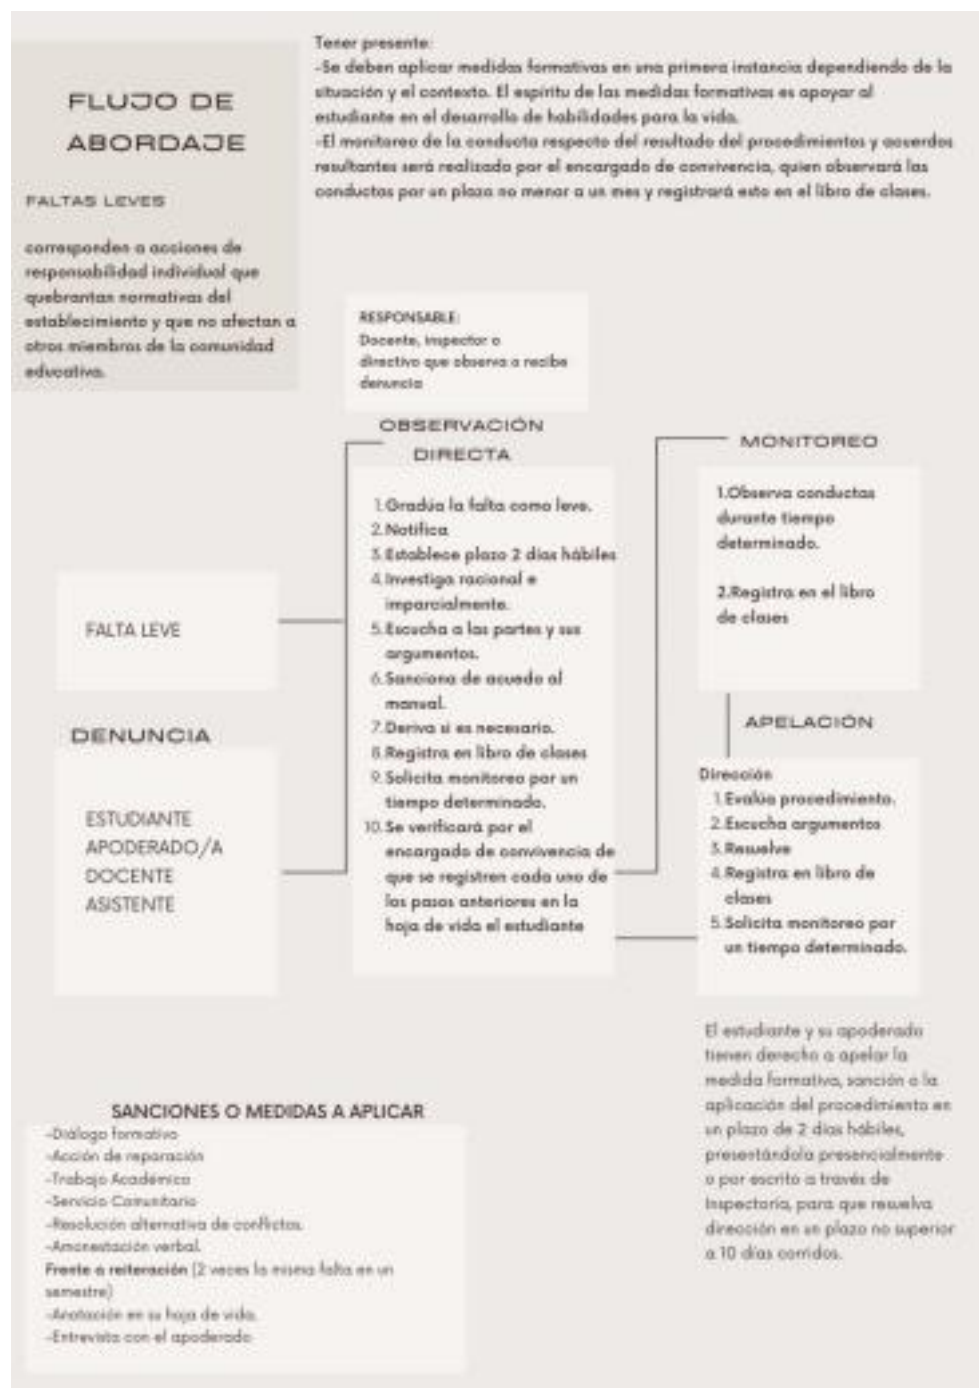 FLUJO DE
ABORDAJE
FALTAS LEVES
corresponden a acciones de
responsabilidad individual que
quebrantan normativas del
establecimiento y que no afectan a
otros miembros de la comunidad
educativa.
Tener presente:
-Se deben aplicar medidas formativas en una primera instancia dependiendo de la
situación y el contexto. El espíritu de las medidas formativas es apoyar al
estudiante en el desarrollo de habilidades para la vida.
-El monitoreo de la conducta respecto del resultado del procedimientos y acuerdos
resultantes será realizado por el encargado de convivencia, quien observará las
conductas por un plazo no menor a un mes y registrará esto en el libro de clases.
RESPONSABLE:
Docente, inspector o
directivo que observa o recibe
denuncia
OBSERVACIÓN
DIRECTA
1. Gradúa la falta como leve.
2. Notifica
3. Establece plazo 2 días hábiles
4. Investiga racional e
imparcialmente.
5. Escucha a las partes y sus
argumentos.
6. Sanciona de acuedo al
manual.
7. Deriva si es necesario.
8. Registra en libro de clases
9. Solicita monitoreo por un
tiempo determinado.
10. Se verificará por el
encargado de convivencia de
que se registren cada uno de
los pasos anteriores en la
hoja de vida el estudiante
FALTA LEVE
DENUNCIA
ESTUDIANTE
APODERADO/A
DOCENTE
ASISTENTE
MONITOREO
1.Observa conductas
durante tiempo
determinado.
2.Registra en el libro
de clases
APELACIÓN
Dirección
1. Evalúa procedimiento.
2. Escucha argumentos
3. Resuelve
4. Registra en libro de
clases
5. Solicita monitoreo por
un tiempo determinado.
El estudiante y su apoderado
tienen derecho a apelar la
medida formativa, sanción o la
aplicación del procedimiento en
un plazo de 2 días hábiles,
presentándola presencialmente
o por escrito a través de
Inspectoría, para que resuelva
dirección en un plazo no superior
a 10 días corridos.
SANCIONES O MEDIDAS A APLICAR
-Diálogo formativo
-Acción de reparación
-Trabajo Académico
-Servicio Comunitario
-Resolución alternativa de conflictos.
-Amonestación verbal.
Frente a reiteración (2 veces la misma falta en un
semestre)
-Anotación en su hoja de vida.
-Entrevista con el apoderado